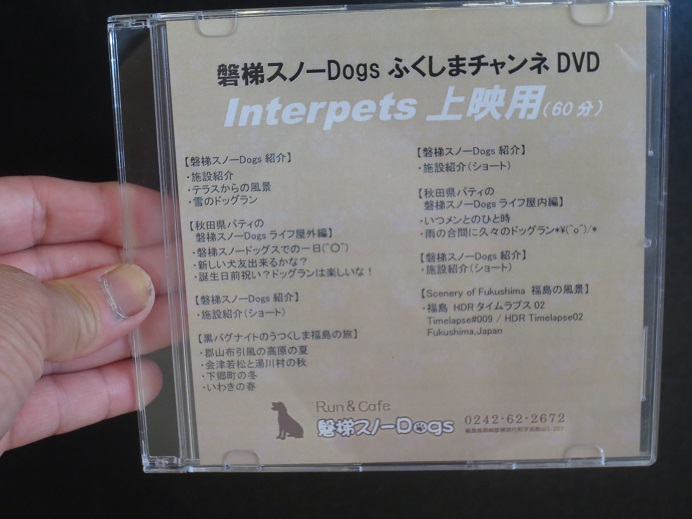 磐梯スノーDogs ふくしまチャンネ DVD
Interpets 上映用(60分)
【磐梯スノーDogs 紹介】
・施設紹介
・テラスからの風景
・雪のドッグラン
【秋田県パティの
磐梯スノーDogs ライフ屋外編】
・磐梯スノードッグスでの一日(^O^)
・新しい犬友出来るかな？
・誕生日前祝い？ドッグランは楽しいな！
【磐梯スノーDogs 紹介】
・施設紹介(ショート)
【黒パグナイトのうつくしま福島の旅】
・郡山布引風の高原の夏
・会津若松と湯川村の秋
・下郷町の冬
・いわきの春
【磐梯スノーDogs 紹介】
・施設紹介(ショート)
【秋田県パティの
磐梯スノーDogs ライフ屋内編】
・いつメンとのひと時
・雨の合間に久々のドッグラン*¥(^o^)/*
【磐梯スノーDogs 紹介】
・施設紹介(ショート)
【Scenery of Fukushima 福島の風景】
・福島 HDR タイムラプス 02
Timelapse#009 / HDR Timelapse02
Fukushima,Japan
Run & Cafe
磐梯スノーDogs
0242-62-2672